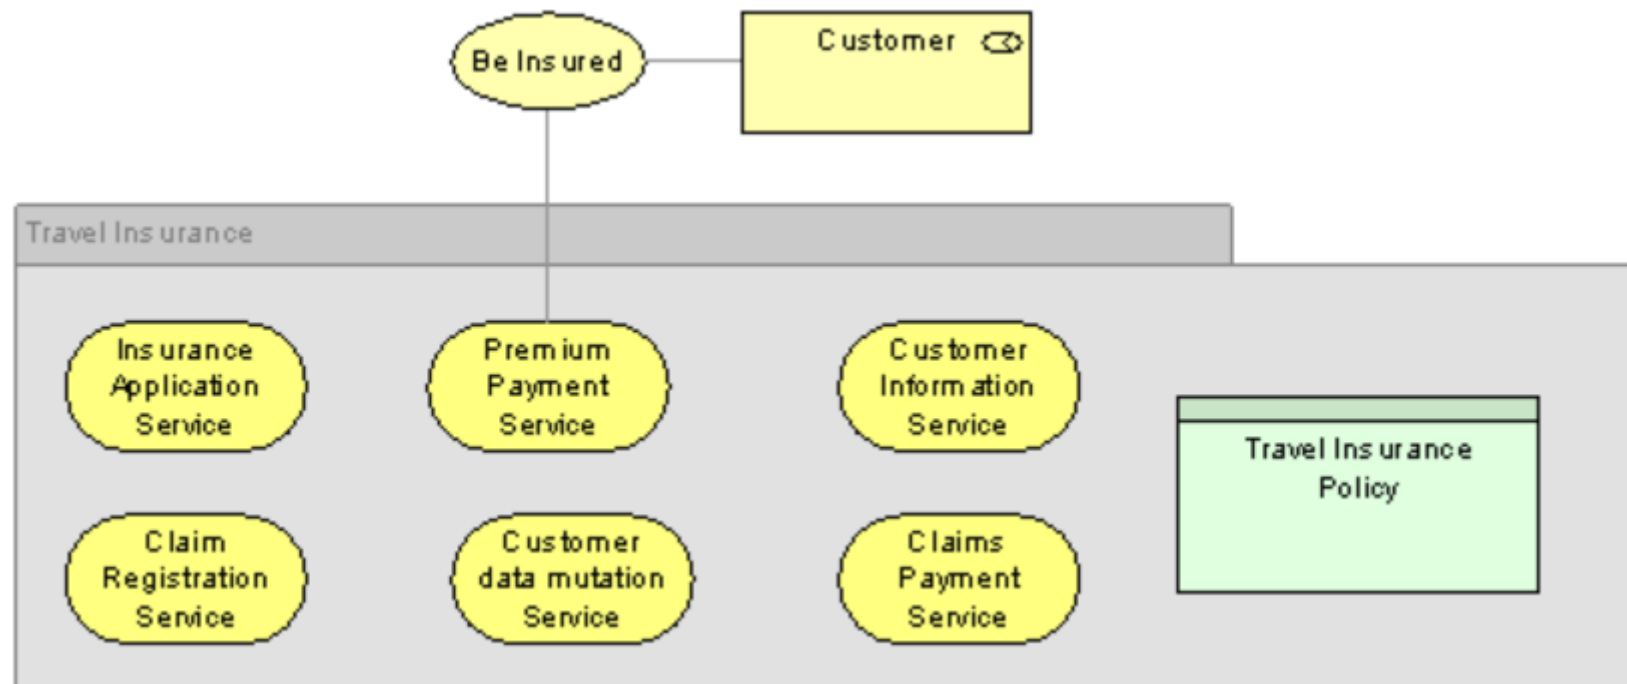 Be Insured
Customer
Travel Insurance
Insurance
Application
Service
Premium
Payment
Service
Customer
Information
Service
Travel Insurance
Policy
Claim
Registration
Service
Customer
data mutation
Service
Claims
Payment
Service